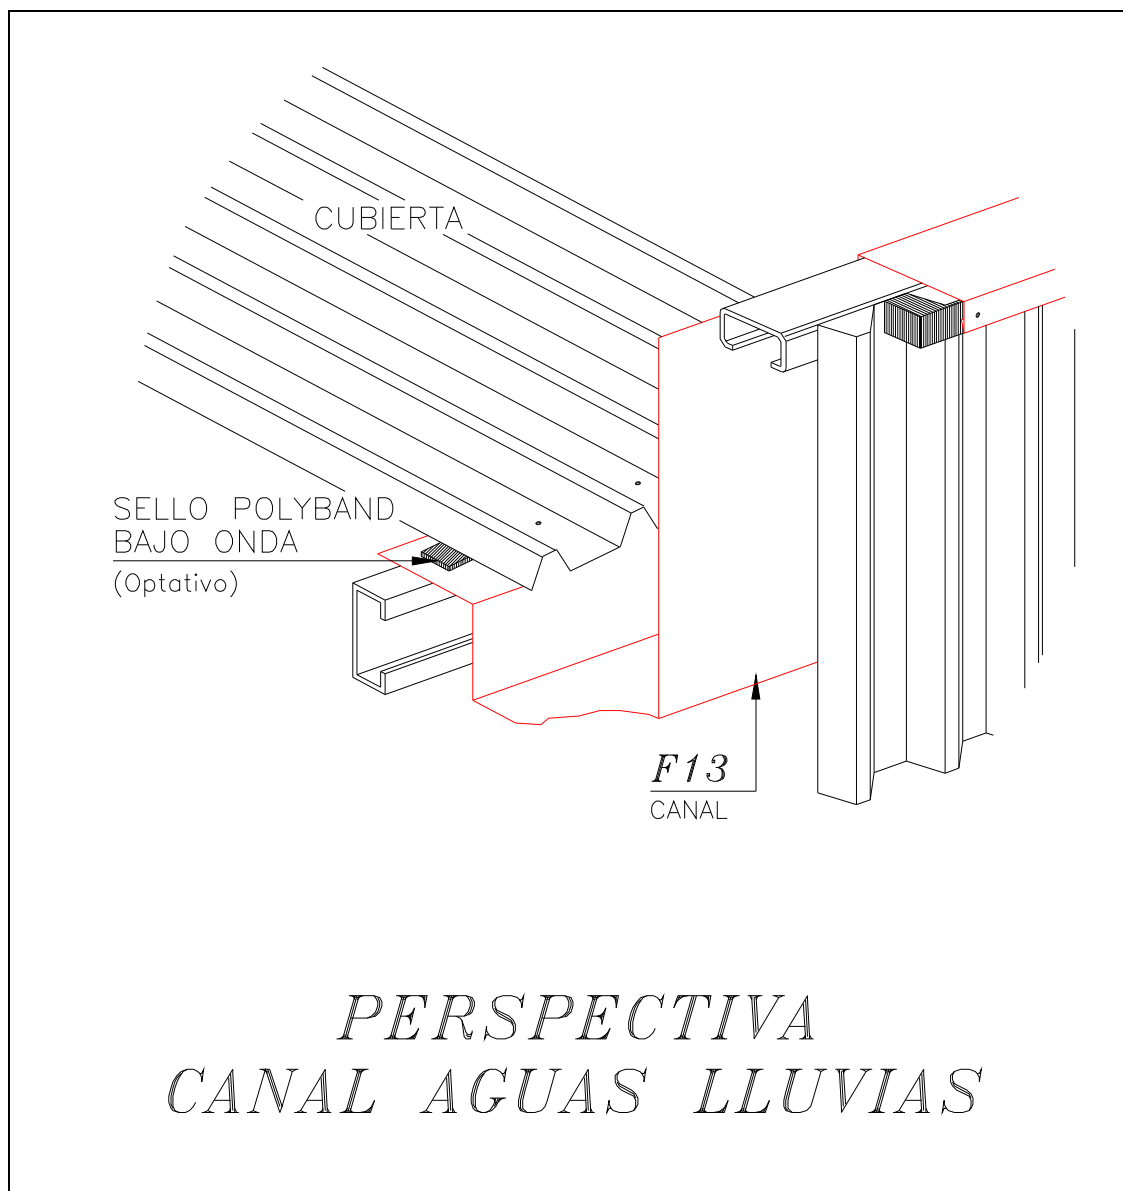 CUBIERTA
SELLO POLYBAND
BAJO ONDA
(Optativo)
F13
CANAL
PERSPECTIVA
CANAL AGUAS LLUVIAS